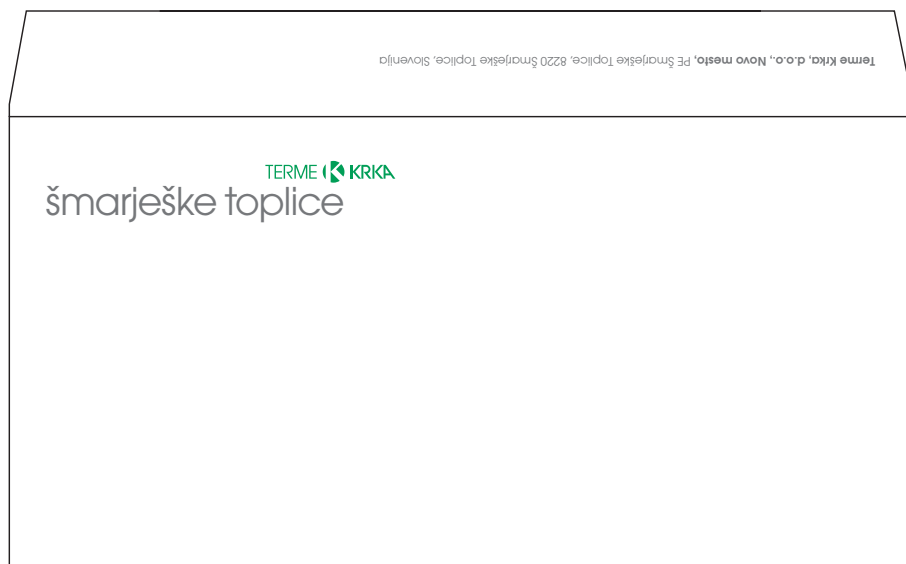 Terme Krka, d.o.o., Novo mesto, PE Šmarješke Toplice, 8220 Šmarješke Toplice, Slovenija
TERME KRKA
šmarješke toplice